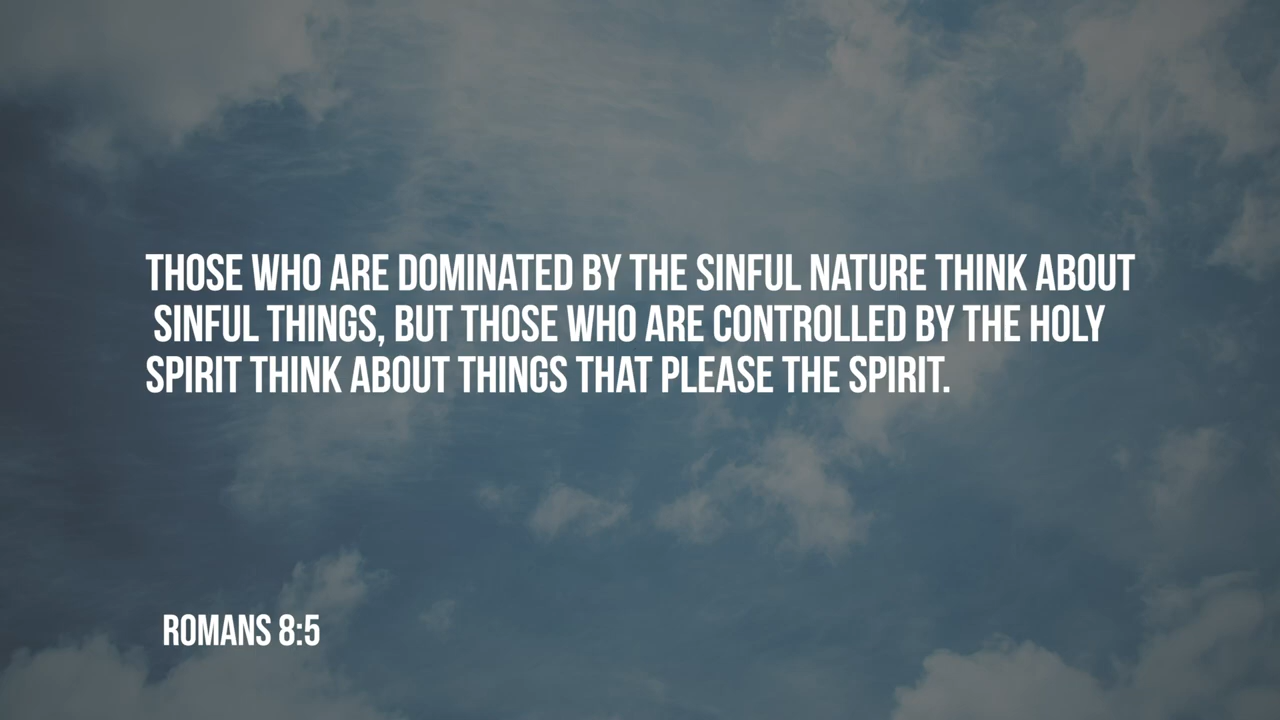 THOSE WHO ARE DOMINATED BY THE SINFUL NATURE THINK ABOUT
SINFUL THINGS, BUT THOSE WHO ARE CONTROLLED BY THE HOLY
SPIRIT THINK ABOUT THINGS THAT PLEASE THE SPIRIT.
ROMANS 8:5